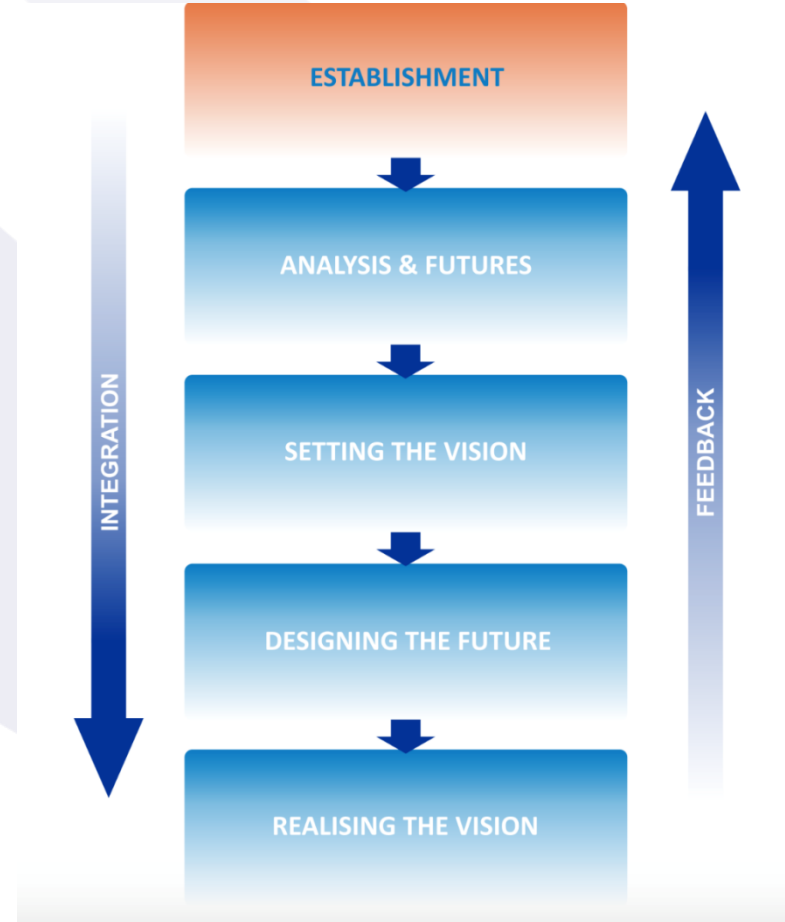 ESTABLISHMENT
ANALYSIS & FUTURES
SETTING THE VISION
DESIGNING THE FUTURE
REALISING THE VISION
INTEGRATION
FEEDBACK